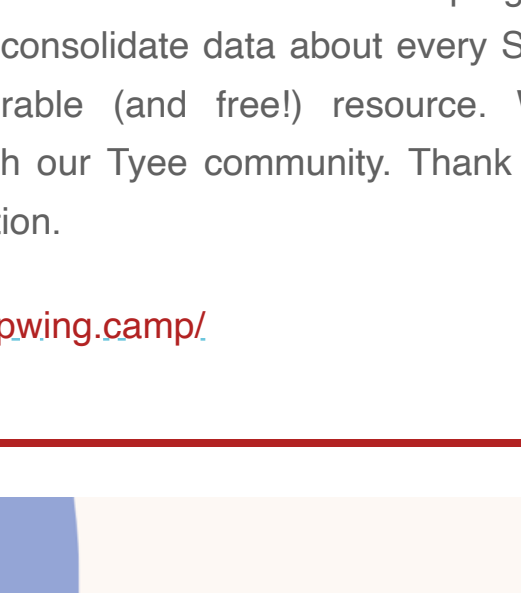 consolidate data about every S
rable (and free!) resource.
h our Tyee community. Thank
tion.
pwing.camp/